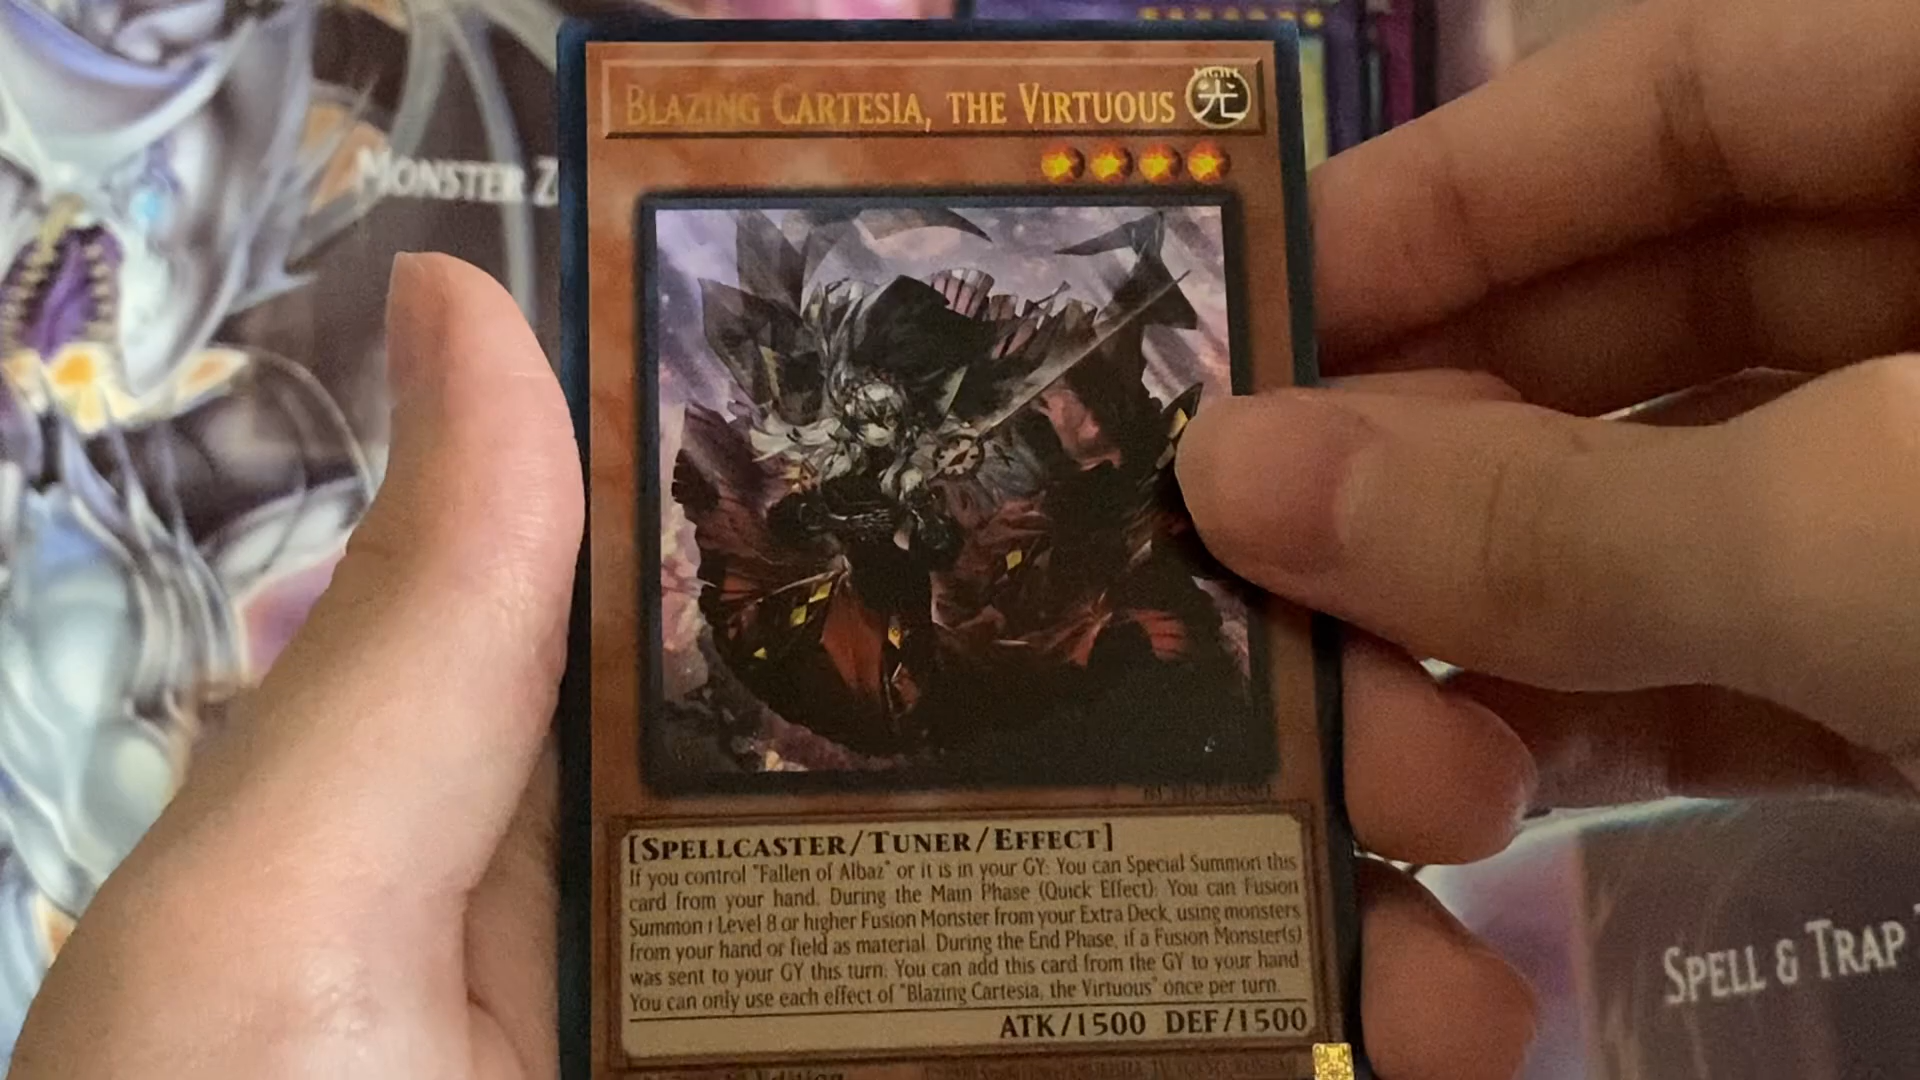 BLAZING CARTESIA, THE VIRTUOUS
LIGHT
光
MONSTER Z
[SPELLCASTER/TUNER/EFFECT]
If you control "Fallen of Albaz" or it is in your GY: You can Special Summon this
card from your hand. During the Main Phase (Quick Effect): You can Fusion
Summon 1 Level 8 or higher Fusion Monster from your Extra Deck, using monsters
from your hand or field as material. During the End Phase, if a Fusion Monster(s)
was sent to your GY this turn: You can add this card from the GY to your hand.
You can only use each effect of "Blazing Cartesia, the Virtuous" once per turn.
ATK/1500 DEF/1500
SPELL & TRAP
Edition